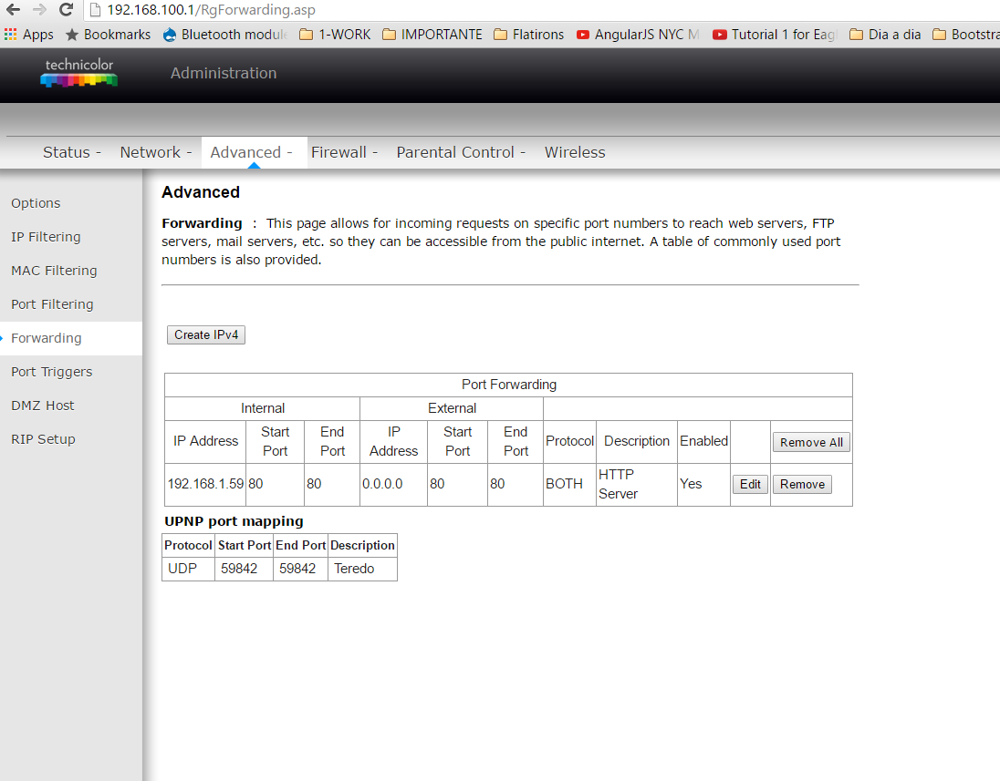 192.168.100.1/RgForwarding.asp
Apps Bookmarks Bluetooth modul 1-WORK IMPORTANTE Flatirons AngularJS NYC M Tutorial 1 for Eag Dia a dia Bootstra
technicolor
Administration
Status - Network - Advanced - Firewall - Parental Control - Wireless
Options
IP Filtering
MAC Filtering
Port Filtering
Forwarding
Port Triggers
DMZ Host
RIP Setup
Advanced
Forwarding : This page allows for incoming requests on specific port numbers to reach web servers, FTP
servers, mail servers, etc. so they can be accessible from the public internet. A table of commonly used port
numbers is also provided.
Create IPv4
Port Forwarding
Internal External
IP Address Start Port End Port IP Address Start Port End Port Protocol Description Enabled Remove All
192.168.1.59 80 80 0.0.0.0 80 80 BOTH HTTP Server Yes Edit Remove
UPNP port mapping
Protocol Start Port End Port Description
UDP 59842 59842 Teredo